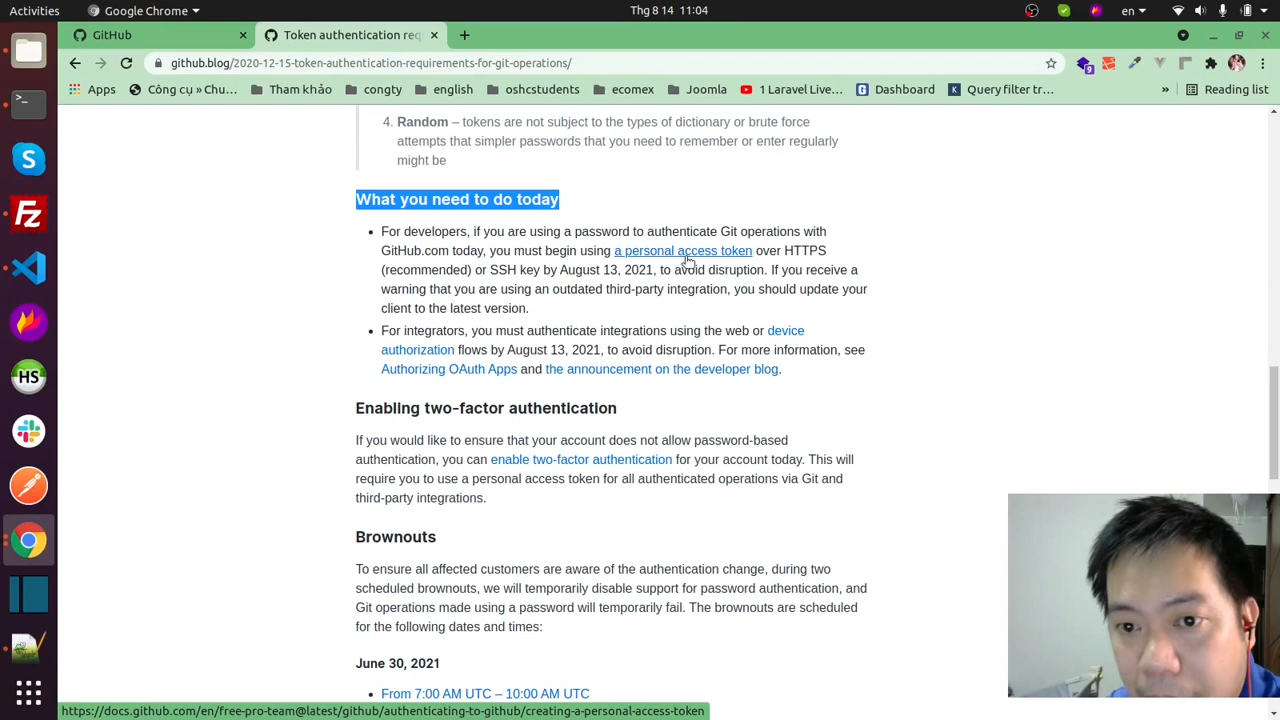 Activities
Google Chrome
Thg 8 14 11:04
en
GitHub
Token authentication req
github.blog/2020-12-15-token-authentication-requirements-for-git-operations/
Apps
Công cụ » Chu...
Tham khảo
congty
english
oshcstudents
ecomex
Joomla
1 Laravel Live...
Dashboard
Query filter tr...
»
Reading list
9
4. Random – tokens are not subject to the types of dictionary or brute force
attempts that simpler passwords that you need to remember or enter regularly
might be
What you need to do today
• For developers, if you are using a password to authenticate Git operations with
GitHub.com today, you must begin using a personal access token over HTTPS
(recommended) or SSH key by August 13, 2021, to avoid disruption. If you receive a
warning that you are using an outdated third-party integration, you should update your
client to the latest version.
• For integrators, you must authenticate integrations using the web or device
authorization flows by August 13, 2021, to avoid disruption. For more information, see
Authorizing OAuth Apps and the announcement on the developer blog.
Enabling two-factor authentication
If you would like to ensure that your account does not allow password-based
authentication, you can enable two-factor authentication for your account today. This will
require you to use a personal access token for all authenticated operations via Git and
third-party integrations.
Brownouts
To ensure all affected customers are aware of the authentication change, during two
scheduled brownouts, we will temporarily disable support for password authentication, and
Git operations made using a password will temporarily fail. The brownouts are scheduled
for the following dates and times:
June 30, 2021
• From 7:00 AM UTC – 10:00 AM UTC
https://docs.github.com/en/free-pro-team@latest/github/authenticating-to-github/creating-a-personal-access-token
S
Fz
HS